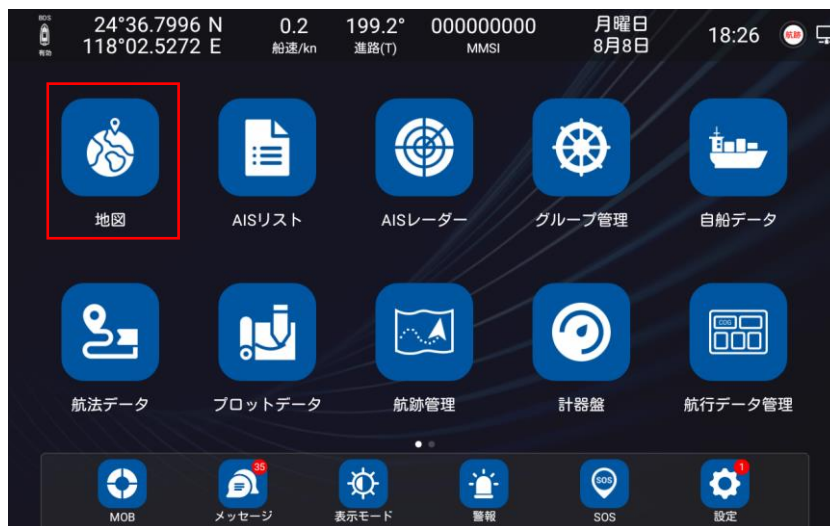 BDS
有効
24°36.7996 N
118°02.5272 E
0.2
船速/kn
199.2°
進路(T)
000000000
MMSI
月曜日
8月8日
18:26
航跡
地図
AISリスト
AISレーダー
グループ管理
自船データ
COG
航法データ
プロットデータ
航跡管理
計器盤
航行データ管理
35
SOS
1
MOB
メッセージ
表示モード
警報
SOS
設定